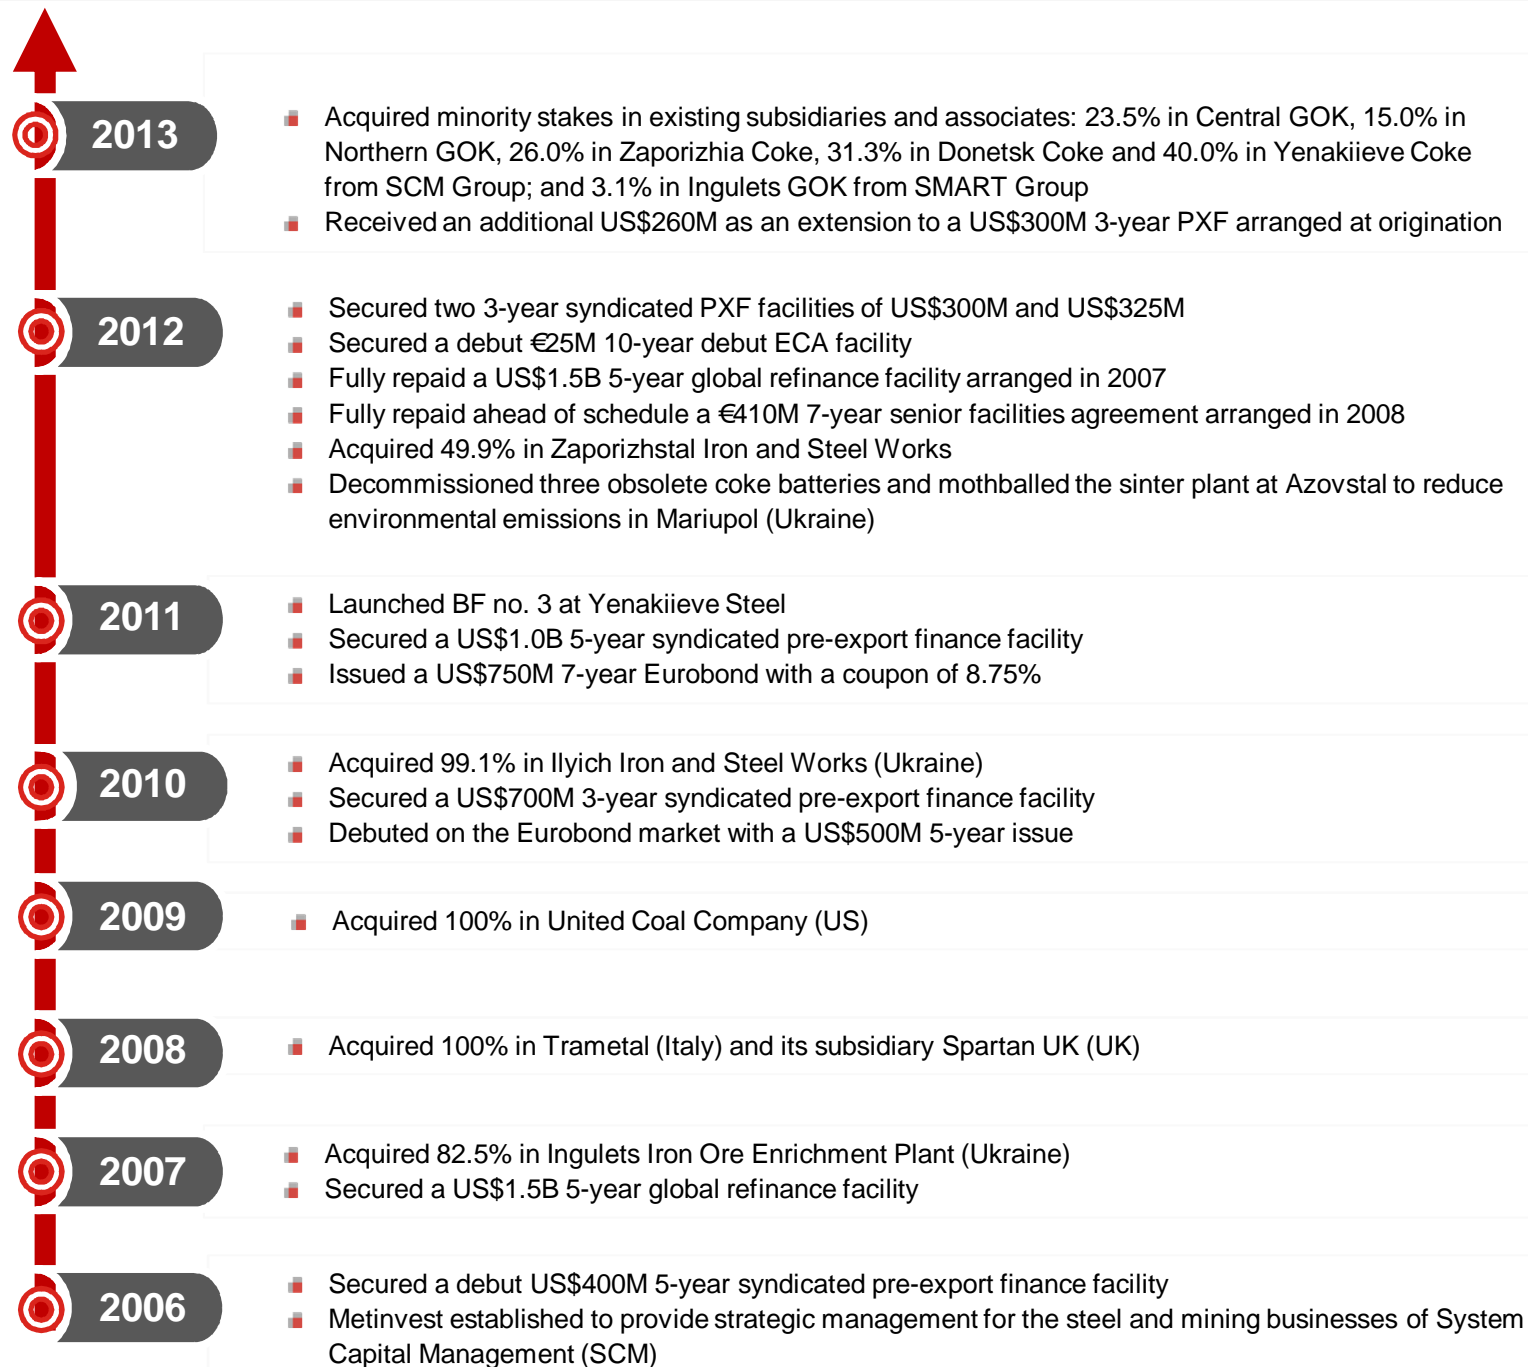 2013
Acquired minority stakes in existing subsidiaries and associates: 23.5% in Central GOK, 15.0% in
Northern GOK, 26.0% in Zaporizhia Coke, 31.3% in Donetsk Coke and 40.0% in Yenakiieve Coke
from SCM Group; and 3.1% in Ingulets GOK from SMART Group
Received an additional US$260M as an extension to a US$300M 3-year PXF arranged at origination
2012
Secured two 3-year syndicated PXF facilities of US$300M and US$325M
Secured a debut €25M 10-year debut ECA facility
Fully repaid a US$1.5B 5-year global refinance facility arranged in 2007
Fully repaid ahead of schedule a €410M 7-year senior facilities agreement arranged in 2008
Acquired 49.9% in Zaporizhstal Iron and Steel Works
Decommissioned three obsolete coke batteries and mothballed the sinter plant at Azovstal to reduce
environmental emissions in Mariupol (Ukraine)
2011
Launched BF no. 3 at Yenakiieve Steel
Secured a US$1.0B 5-year syndicated pre-export finance facility
Issued a US$750M 7-year Eurobond with a coupon of 8.75%
2010
Acquired 99.1% in Ilyich Iron and Steel Works (Ukraine)
Secured a US$700M 3-year syndicated pre-export finance facility
Debuted on the Eurobond market with a US$500M 5-year issue
2009
Acquired 100% in United Coal Company (US)
2008
Acquired 100% in Trametal (Italy) and its subsidiary Spartan UK (UK)
2007
Acquired 82.5% in Ingulets Iron Ore Enrichment Plant (Ukraine)
Secured a US$1.5B 5-year global refinance facility
2006
Secured a debut US$400M 5-year syndicated pre-export finance facility
Metinvest established to provide strategic management for the steel and mining businesses of System
Capital Management (SCM)